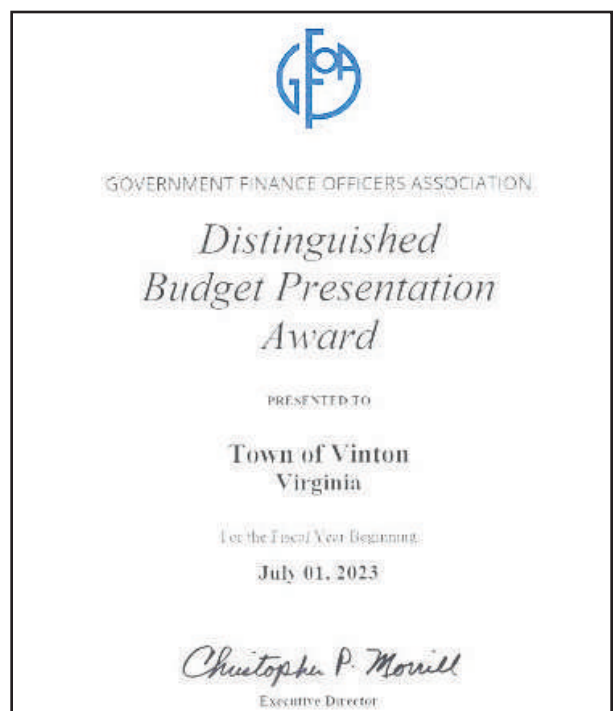 GFOA
GOVERNMENT FINANCE OFFICERS ASSOCIATION
Distinguished
Budget Presentation
Award
PRESENTED TO
Town of Vinton
Virginia
For the Fiscal Year Beginning
July 01, 2023
Christopher P. Morrill
Executive Director